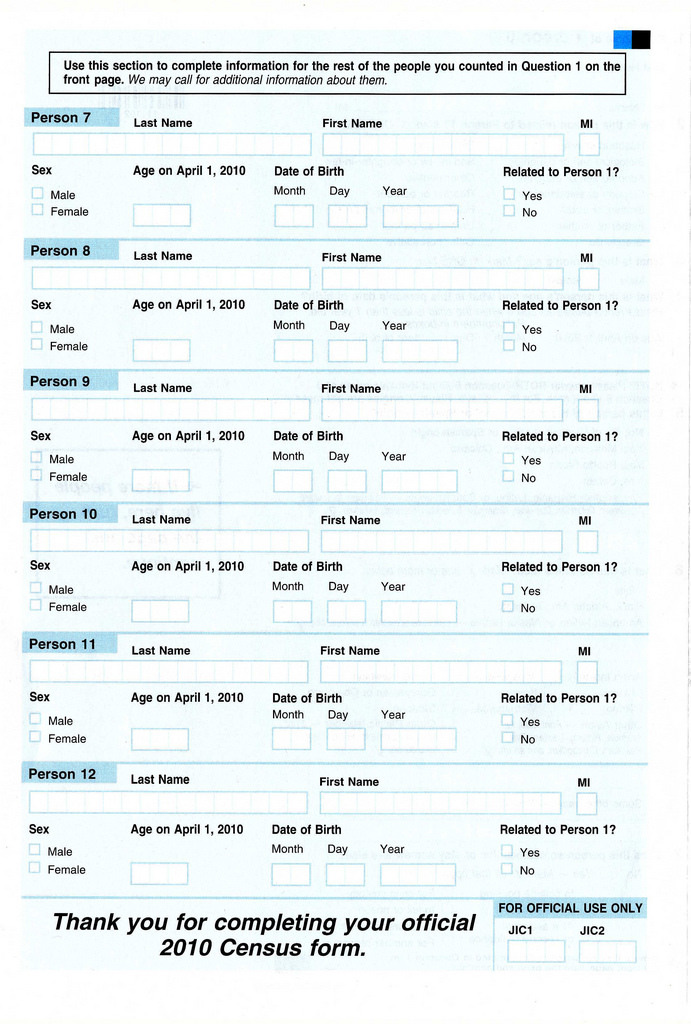 Use this section to complete information for the rest of the people you counted in Question 1 on the
front page. We may call for additional information about them.
Person 7
Last Name First Name MI
Sex Age on April 1, 2010 Date of Birth Related to Person 1?
Month Day Year
Male Yes
Female No
Person 8
Last Name First Name MI
Sex Age on April 1, 2010 Date of Birth Related to Person 1?
Month Day Year
Male Yes
Female No
Person 9
Last Name First Name MI
Sex Age on April 1, 2010 Date of Birth Related to Person 1?
Month Day Year
Male Yes
Female No
Person 10
Last Name First Name MI
Sex Age on April 1, 2010 Date of Birth Related to Person 1?
Month Day Year
Male Yes
Female No
Person 11
Last Name First Name MI
Sex Age on April 1, 2010 Date of Birth Related to Person 1?
Month Day Year
Male Yes
Female No
Person 12
Last Name First Name MI
Sex Age on April 1, 2010 Date of Birth Related to Person 1?
Month Day Year
Male Yes
Female No
Thank you for completing your official
2010 Census form.
FOR OFFICIAL USE ONLY
JIC1 JIC2